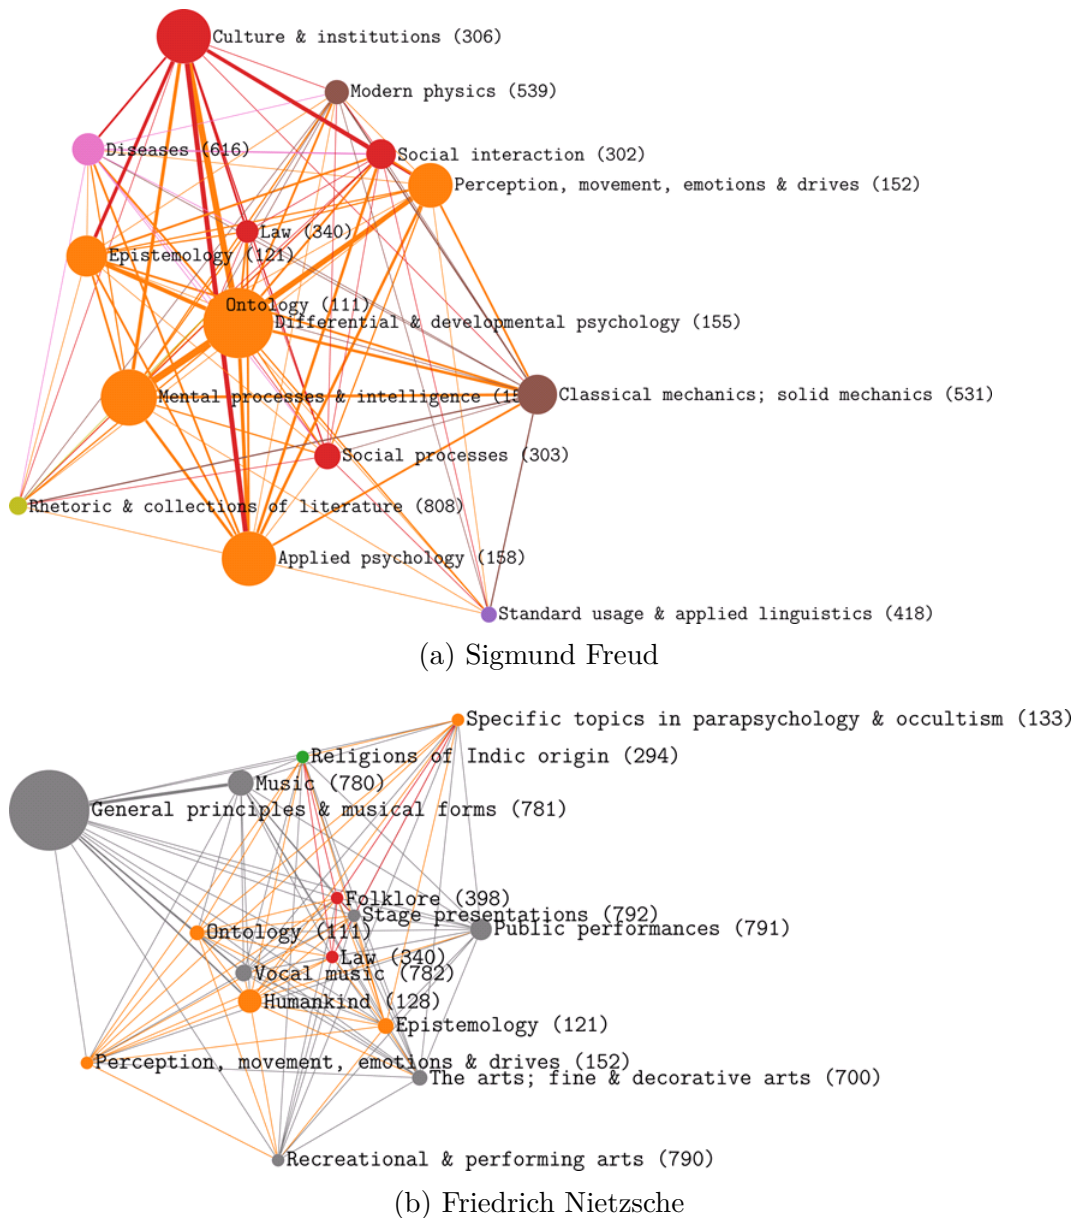 Culture & institutions (306)
Modern physics (539)
Diseases (616)
Social interaction (302)
Perception, movement, emotions & drives (152)
Law (340)
Epistemology (121)
Ontology (111)
Differential & developmental psychology (155)
Mental processes & intelligence (15
Classical mechanics; solid mechanics (531)
Social processes (303)
Rhetoric & collections of literature (808)
Applied psychology (158)
Standard usage & applied linguistics (418)
(a) Sigmund Freud
Specific topics in parapsychology & occultism (133)
Religions of Indic origin (294)
Music (780)
General principles & musical forms (781)
Folklore (398)
Stage presentations (792)
Public performances (791)
Ontology (111)
Law (340)
Vocal music (782)
Humankind (128)
Epistemology (121)
Perception, movement, emotions & drives (152)
The arts; fine & decorative arts (700)
Recreational & performing arts (790)
(b) Friedrich Nietzsche